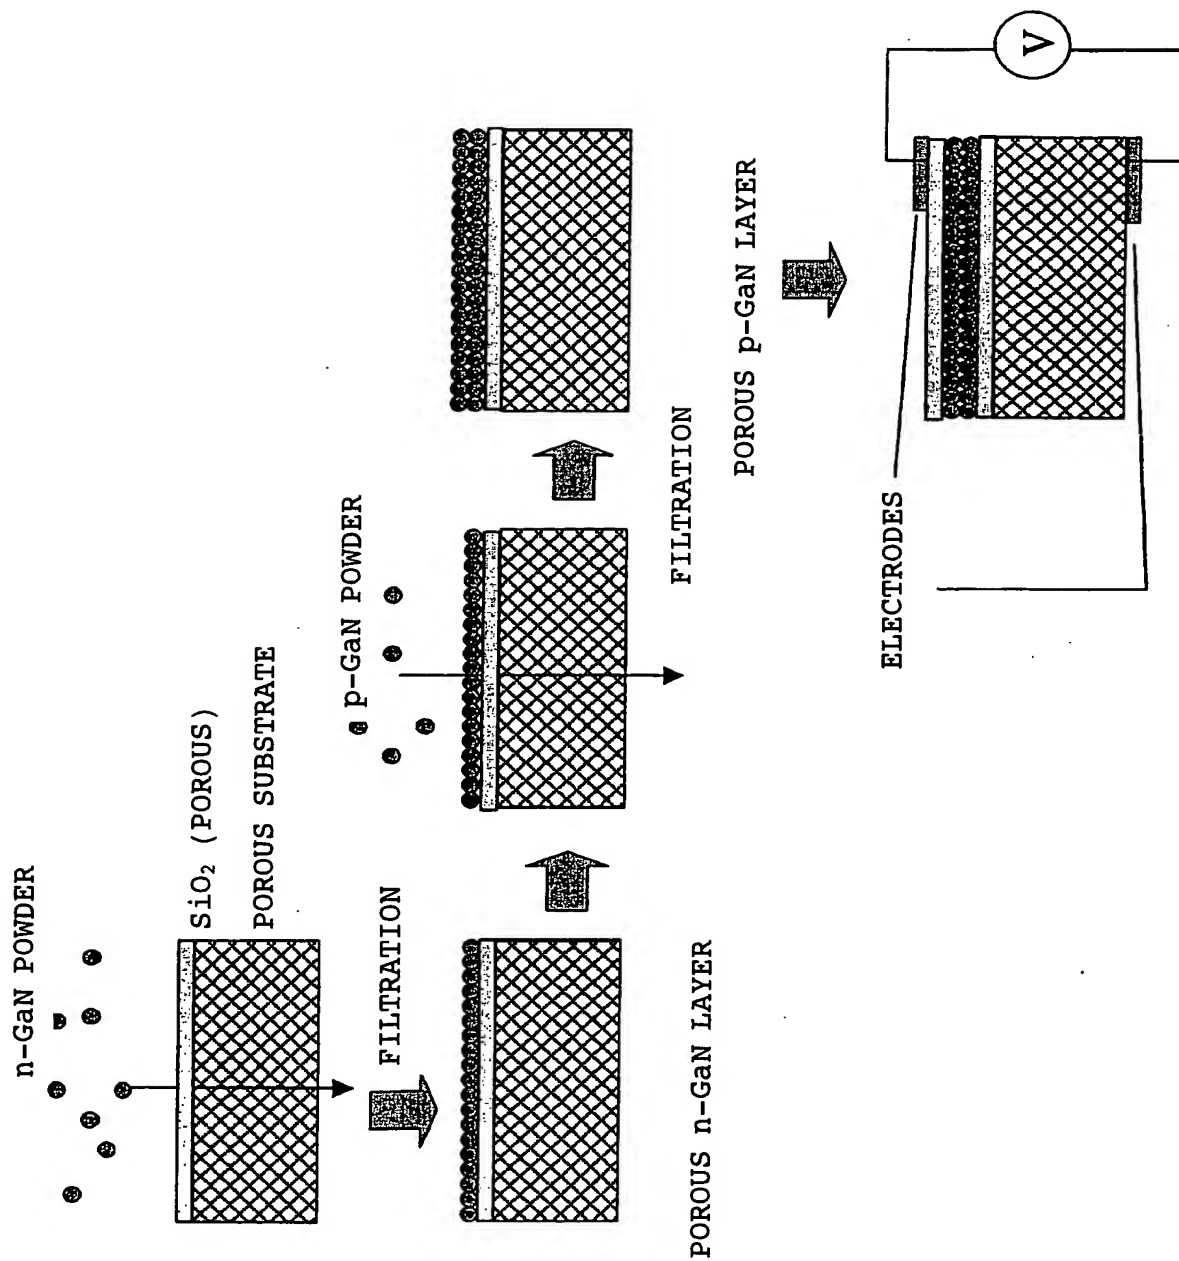 n-GaN POWDER
SiO₂ (POROUS)
POROUS SUBSTRATE
FILTRATION
POROUS n-GaN LAYER
p-GaN POWDER
FILTRATION
POROUS p-GaN LAYER
ELECTRODES
V